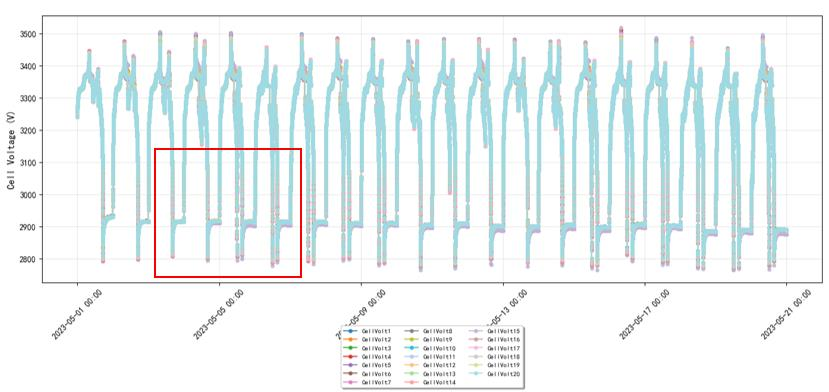 3500
3400
3300
3200
3100
3000
2900
2800
Cell Voltage (V)
2023-05-01 00:00
2023-05-05 00:00
-09 00:00
-05-13 00:00
2023-05-17 00:00
2023-05-21 00:00
CellVolt1 CellVolt8 CellVolt15
CellVolt2 CellVolt9 CellVolt16
CellVolt3 CellVolt10 CellVolt17
CellVolt4 CellVolt11 CellVolt18
CellVolt5 CellVolt12 CellVolt19
CellVolt6 CellVolt13 CellVolt20
CellVolt7 CellVolt14